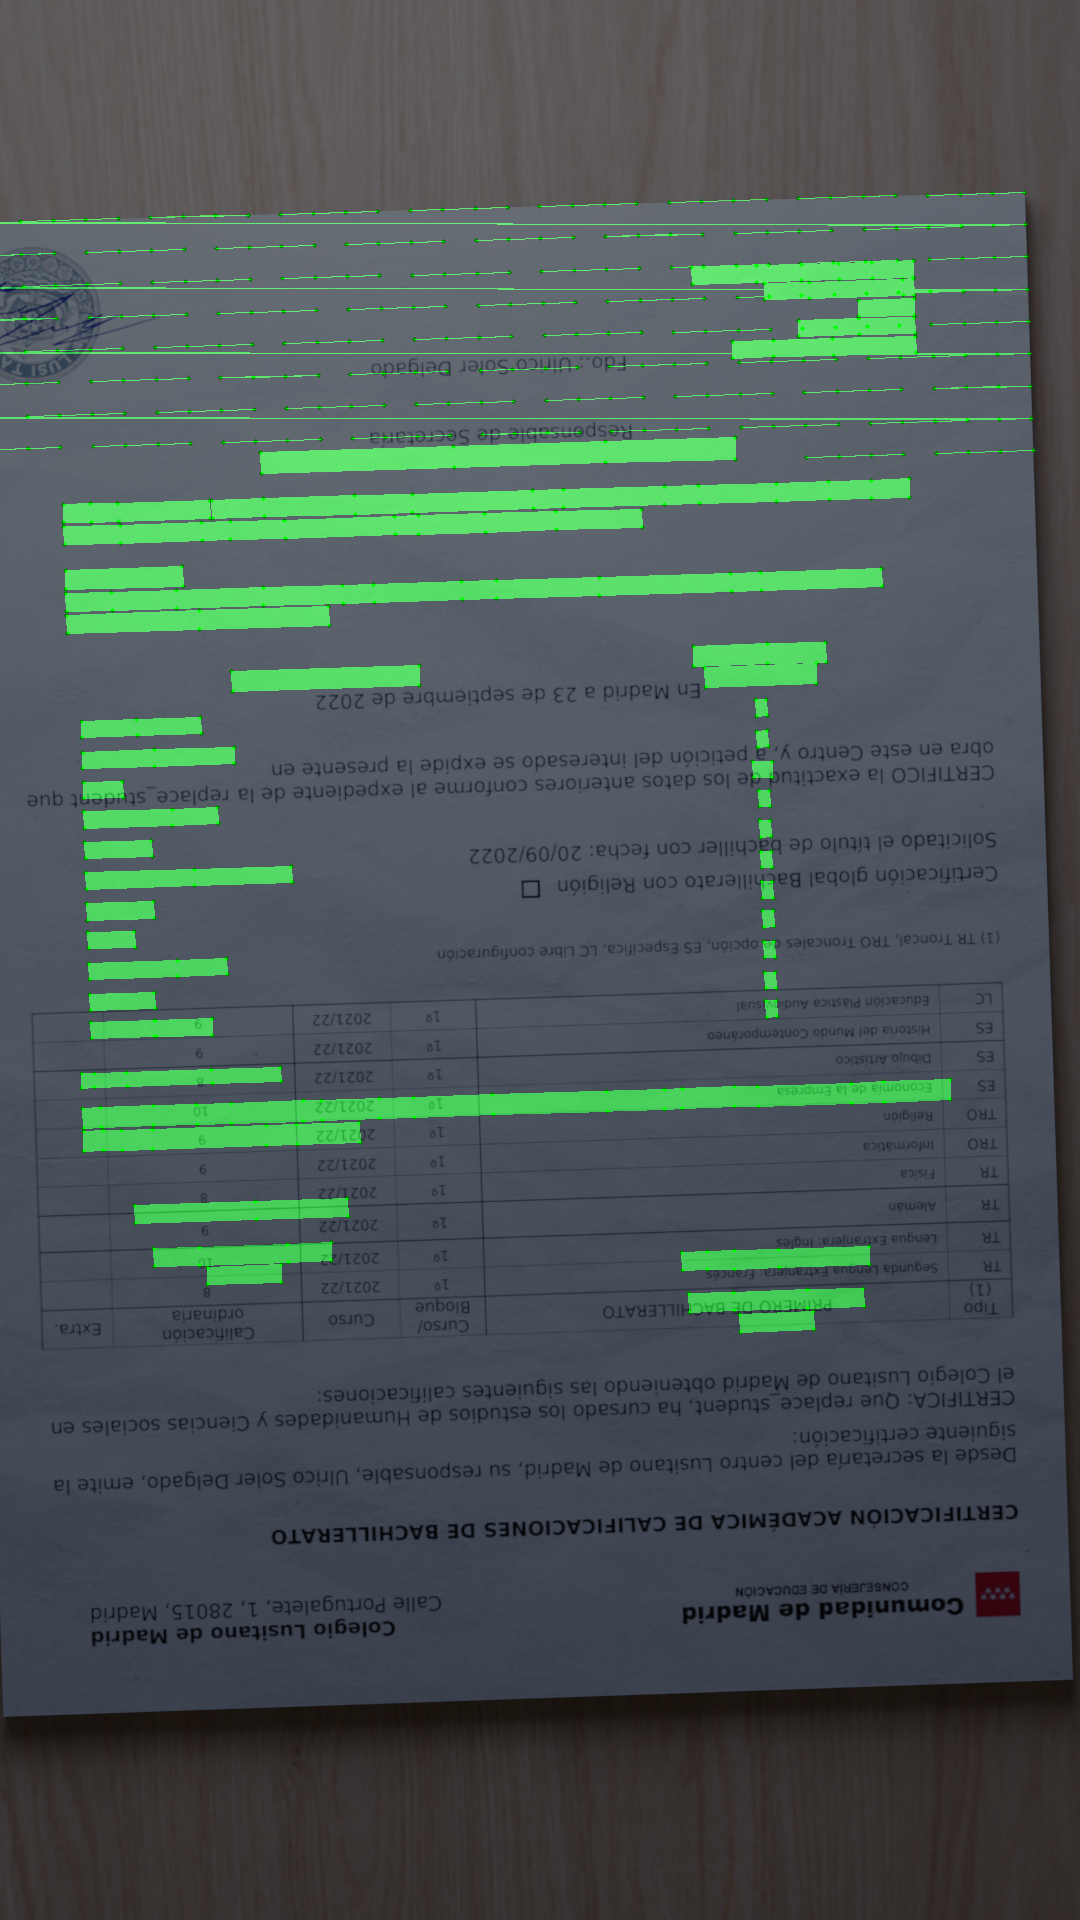 Comunidad de Madrid
CONSEJERÍA DE EDUCACIÓN
Colegio Lusitano de Madrid
Calle Portugalete, 1, 28015, Madrid
CERTIFICACIÓN ACADÉMICA DE CALIFICACIONES DE BACHILLERATO
Desde la secretaría del centro Lusitano de Madrid, su responsable, Ulrico Soler Delgado, emite la
siguiente certificación:
CERTIFICA: Que replace_student, ha cursado los estudios de Humanidades y Ciencias sociales en
el Colegio Lusitano de Madrid obteniendo las siguientes calificaciones:
Tipo (1) PRIMERO DE BACHILLERATO Curso/ Bloque Curso Calificación ordinaria Extra.
TR Segunda Lengua Extranjera: Francés 1º 2021/22 8
TR Lengua Extranjera: Inglés 1º 2021/22 10
TR Alemán 1º 2021/22 9
TR Física 1º 2021/22 8
TRO Informática 1º 2021/22 9
TRO Religión 1º 2021/22 9
ES Economía de la Empresa 1º 2021/22 10
ES Dibujo Artístico 1º 2021/22 8
ES Historia del Mundo Contemporáneo 1º 2021/22 9
LC Educación Plástica Audiovisual 1º 2021/22 9
(1) TR Troncal, TRO Troncales de opción, ES Específica, LC Libre configuración
Certificación global Bachillerato con Religión ☐
Solicitado el título de bachiller con fecha: 20/09/2022
CERTIFICO la exactitud de los datos anteriores conforme al expediente de la replace_student que
obra en este Centro y, a petición del interesado se expide la presente en
En Madrid a 23 de septiembre de 2022
Responsable de Secretaría
Fdo.: Ulrico Soler Delgado
LUSITA